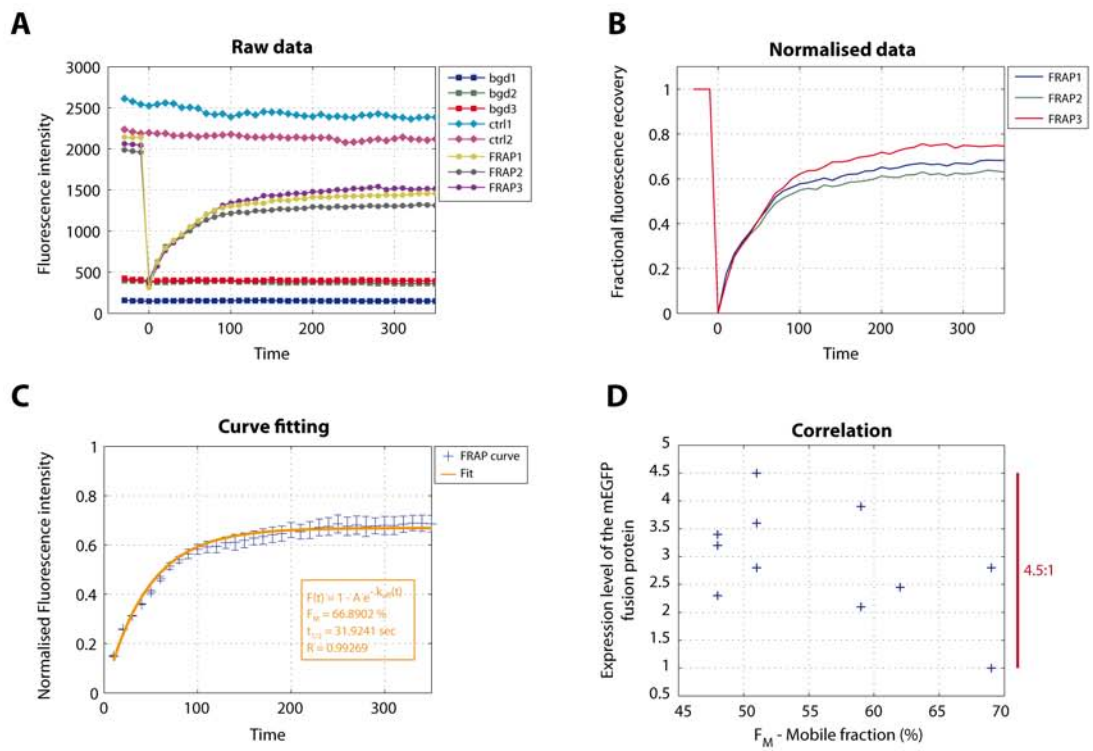 A
Raw data
Fluorescence intensity
3000
2500
2000
1500
1000
500
0
0
100
200
300
Time
bgd1
bgd2
bgd3
ctrl1
ctrl2
FRAP1
FRAP2
FRAP3
B
Normalised data
Fractional fluorescence recovery
1
0.8
0.6
0.4
0.2
0
0
100
200
300
Time
FRAP1
FRAP2
FRAP3
C
Curve fitting
Normalised Fluorescence intensity
1
0.8
0.6
0.4
0.2
0
0
100
200
300
Time
FRAP curve
Fit
F(t) = 1 - A e^-k_off(t)
F_M = 66.8902 %
t_1/2 = 31.9241 sec
R = 0.99269
D
Correlation
Expression level of the mEGFP
fusion protein
5
4.5
4
3.5
3
2.5
2
1.5
1
0.5
45
50
55
60
65
70
F_M - Mobile fraction (%)
4.5:1